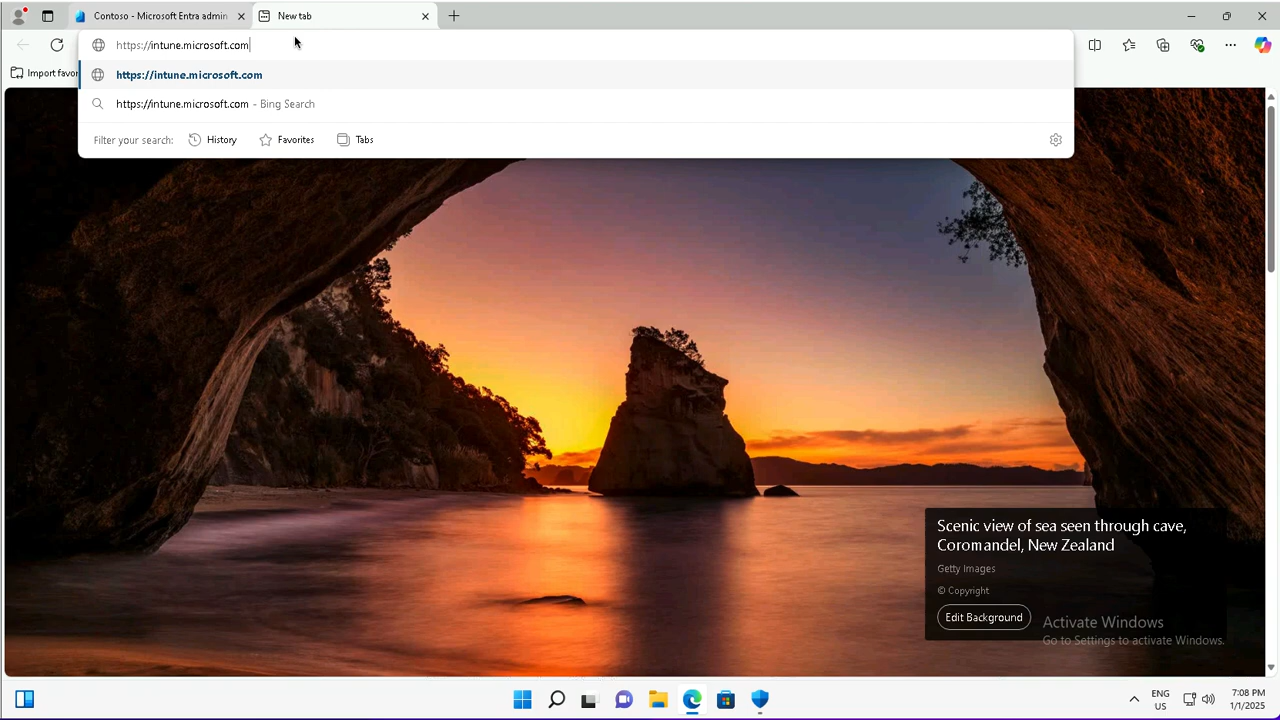 Contoso - Microsoft Entra admin
New tab
https://intune.microsoft.com
Import favor
https://intune.microsoft.com
https://intune.microsoft.com - Bing Search
Filter your search:
History
Favorites
Tabs
Scenic view of sea seen through cave,
Coromandel, New Zealand
Getty Images
© Copyright
Edit Background
Activate Windows
Go to Settings to activate Windows.
ENG
US
7:08 PM
1/1/2025